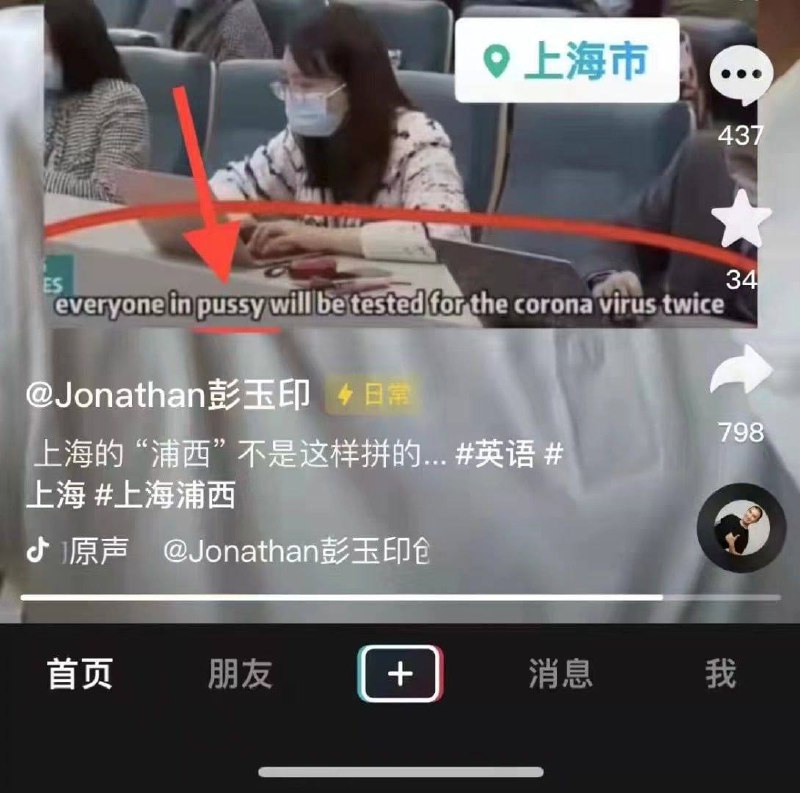 上海市
437
34
ES
everyone in pussy will be tested for the corona virus twice
@Jonathan彭玉印 日常
798
上海的“浦西”不是这样拼的... #英语 #
上海 #上海浦西
原声 @Jonathan彭玉印
首页 朋友 消息 我